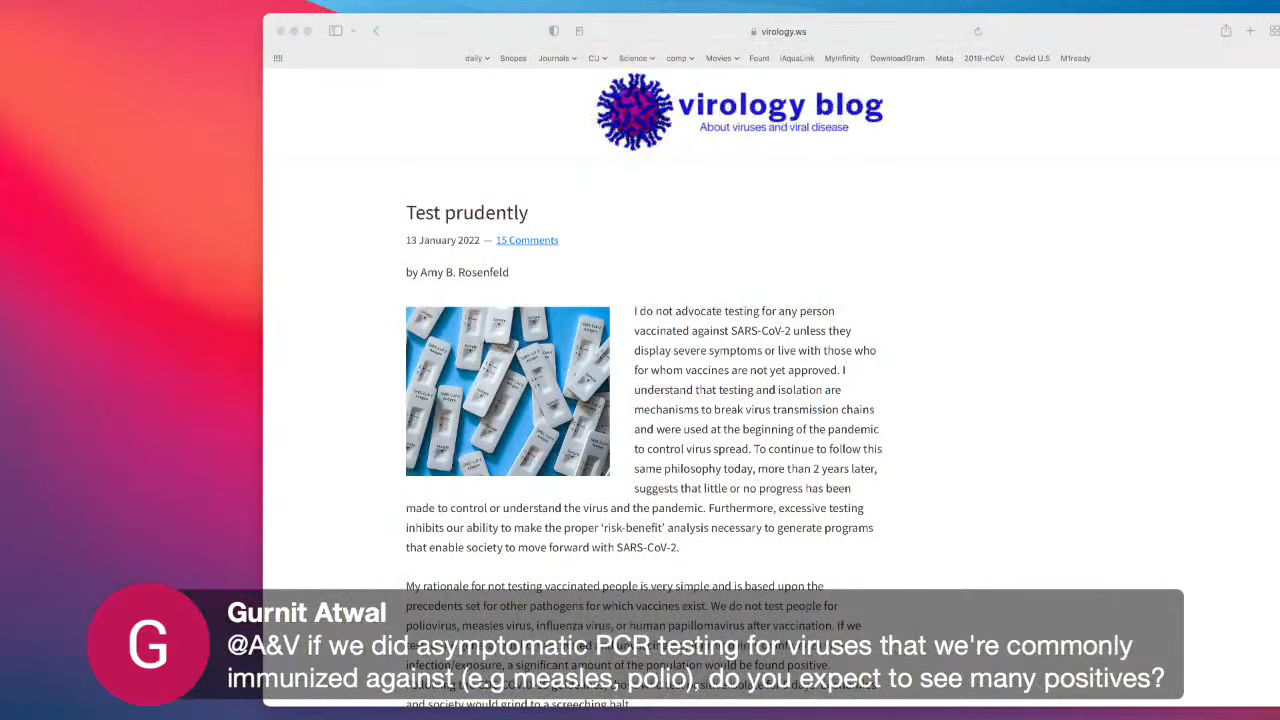 virology.ws
daily Snopes Journals CU Science comp Movies Fount iAquaLink MyInfinity DownloadGram Meta 2019-nCoV Covid U.S M1ready
virology blog
About viruses and viral disease
Test prudently
13 January 2022 — 15 Comments
by Amy B. Rosenfeld
I do not advocate testing for any person
vaccinated against SARS-CoV-2 unless they
display severe symptoms or live with those who
for whom vaccines are not yet approved. I
understand that testing and isolation are
mechanisms to break virus transmission chains
and were used at the beginning of the pandemic
to control virus spread. To continue to follow this
same philosophy today, more than 2 years later,
suggests that little or no progress has been
made to control or understand the virus and the pandemic. Furthermore, excessive testing
inhibits our ability to make the proper ‘risk-benefit’ analysis necessary to generate programs
that enable society to move forward with SARS-CoV-2.
My rationale for not testing vaccinated people is very simple and is based upon the
precedents set for other pathogens for which vaccines exist. We do not test people for
poliovirus, measles virus, influenza virus, or human papillomavirus after vaccination. If we
infection/exposure, a significant amount of the population would be found positive.
and society would grind to a screeching halt.
G
Gurnit Atwal
@A&V if we did asymptomatic PCR testing for viruses that we're commonly
immunized against (e.g measles, polio), do you expect to see many positives?